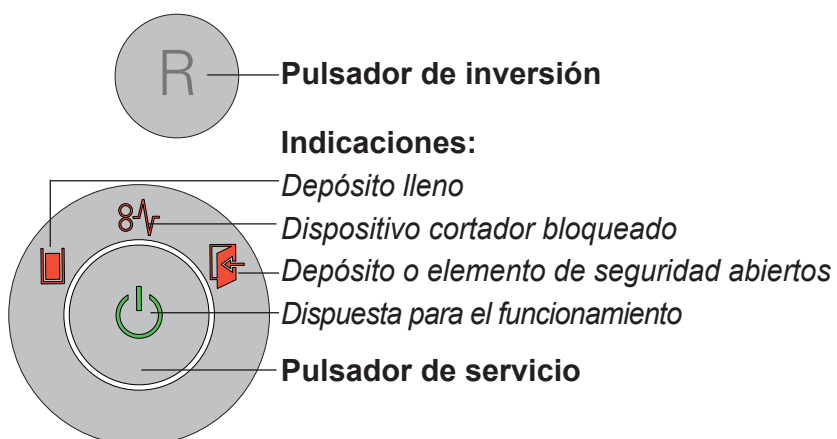 R
Pulsador de inversión
Indicaciones:
Depósito lleno
Dispositivo cortador bloqueado
Depósito o elemento de seguridad abiertos
Dispuesta para el funcionamiento
Pulsador de servicio